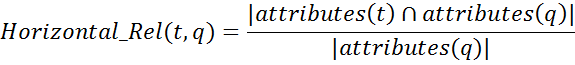 Horizontal_Rel(t, q) = |attributes(t) ∩ attributes(q)| / |attributes(q)|